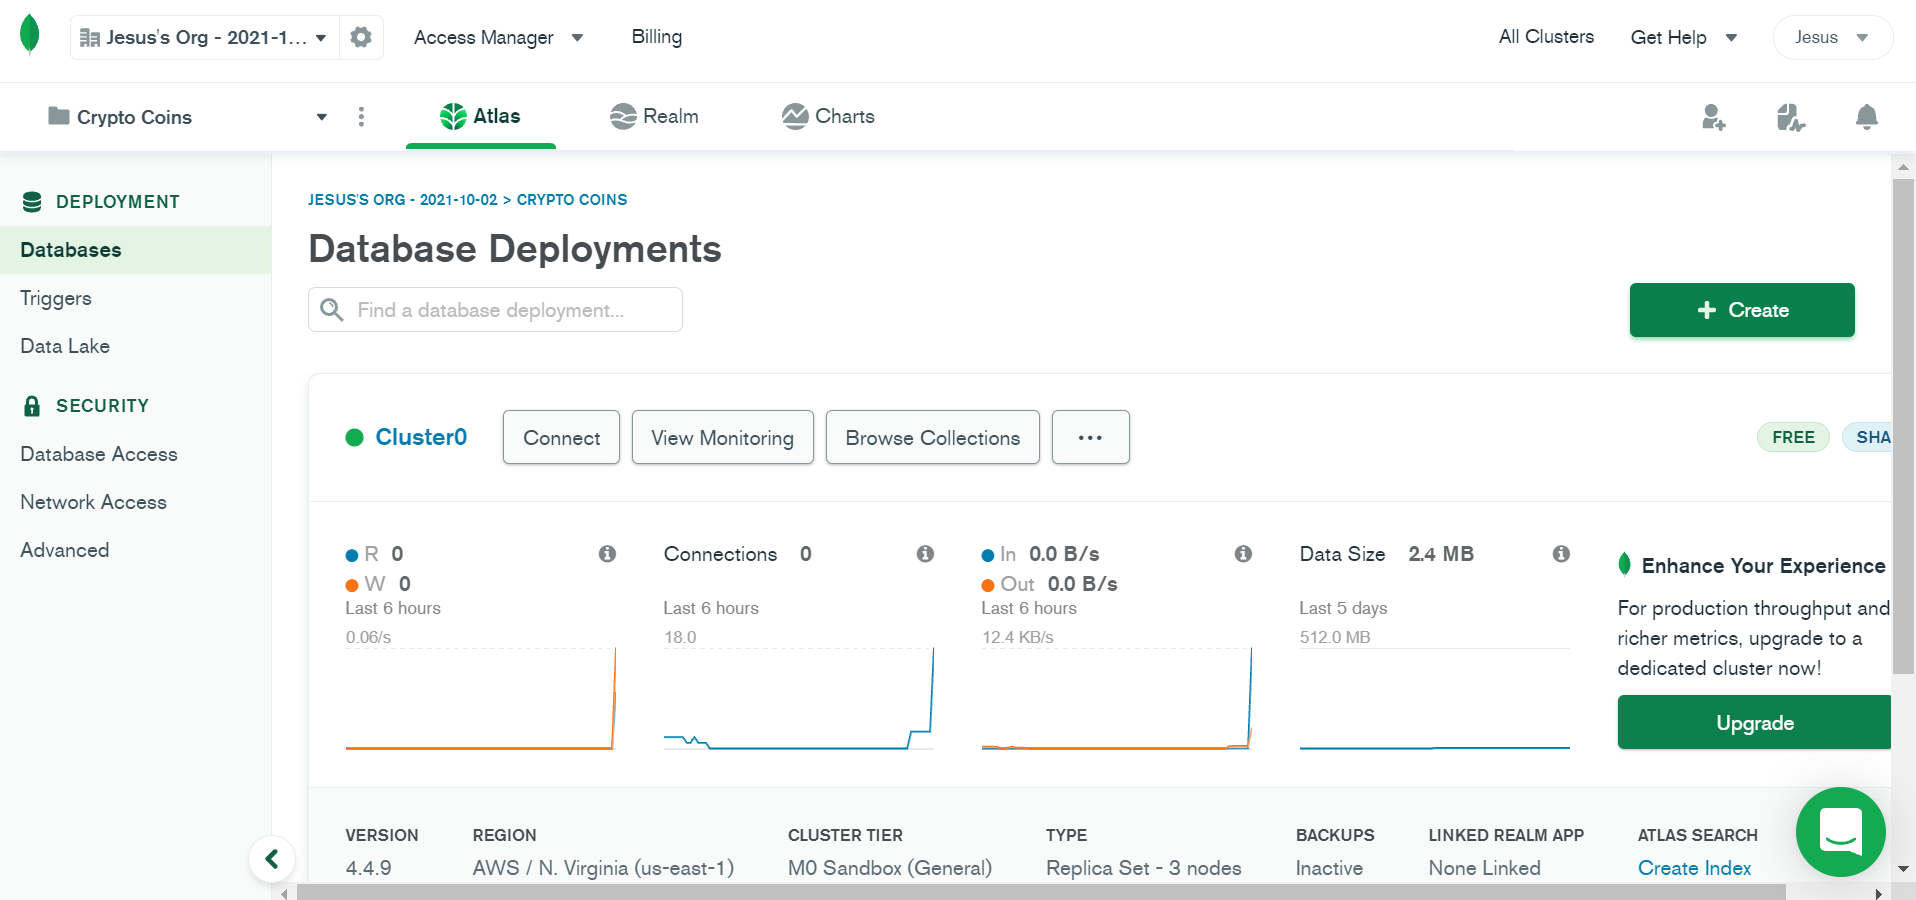 Jesus's Org - 2021-1...
Access Manager
Billing
All Clusters
Get Help
Jesus
Crypto Coins
Atlas
Realm
Charts
DEPLOYMENT
Databases
Triggers
Data Lake
SECURITY
Database Access
Network Access
Advanced
JESUS'S ORG - 2021-10-02 > CRYPTO COINS
Database Deployments
Find a database deployment...
+ Create
Cluster0
Connect
View Monitoring
Browse Collections
...
FREE
SHA
R 0
W 0
Last 6 hours
0.06/s
Connections 0
Last 6 hours
18.0
In 0.0 B/s
Out 0.0 B/s
Last 6 hours
12.4 KB/s
Data Size 2.4 MB
Last 5 days
512.0 MB
Enhance Your Experience
For production throughput and
richer metrics, upgrade to a
dedicated cluster now!
Upgrade
VERSION
4.4.9
REGION
AWS / N. Virginia (us-east-1)
CLUSTER TIER
M0 Sandbox (General)
TYPE
Replica Set - 3 nodes
BACKUPS
Inactive
LINKED REALM APP
None Linked
ATLAS SEARCH
Create Index